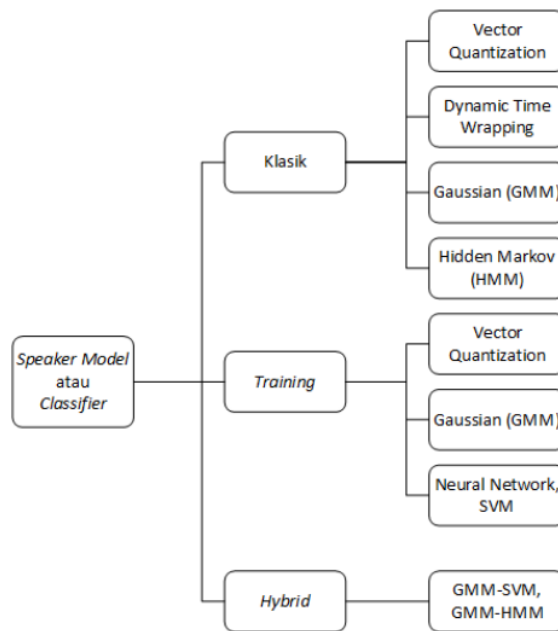 Vector
Quantization
Dynamic Time
Wrapping
Klasik
Gaussian (GMM)
Hidden Markov
(HMM)
Speaker Model
atau
Classifier
Vector
Quantization
Training
Gaussian (GMM)
Neural Network,
SVM
Hybrid
GMM-SVM,
GMM-HMM